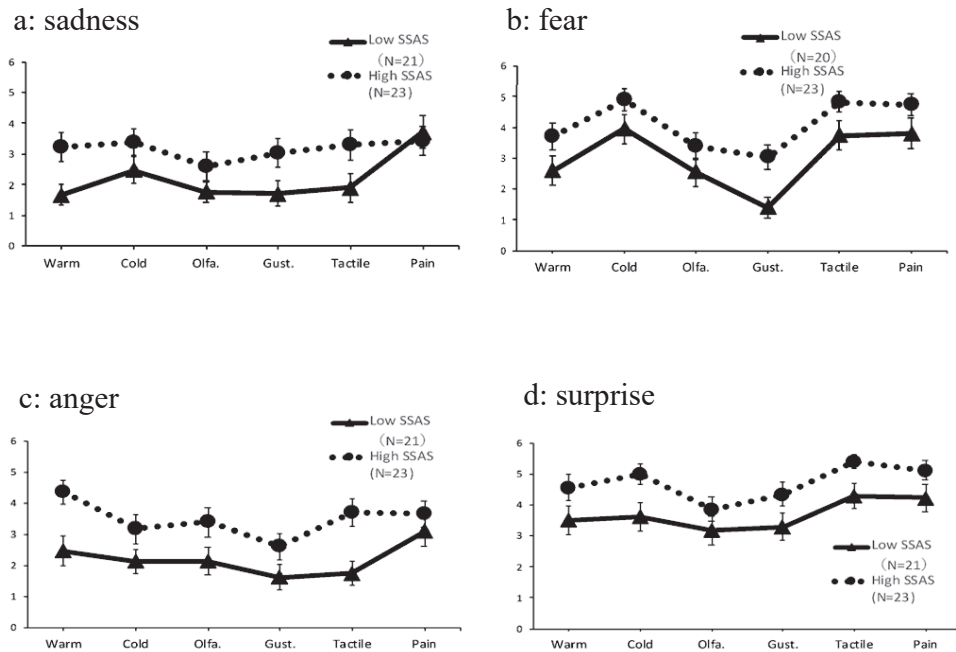 a: sadness
Low SSAS
（N=21）
High SSAS
(N=23)
6
5
4
3
2
1
0
Warm Cold Olfa. Gust. Tactile Pain
b: fear
Low SSAS
（N=20）
High SSAS
(N=23)
6
5
4
3
2
1
0
Warm Cold Olfa. Gust. Tactile Pain
c: anger
Low SSAS
（N=21）
High SSAS
(N=23)
6
5
4
3
2
1
0
Warm Cold Olfa. Gust. Tactile Pain
d: surprise
6
5
4
3
2
1
0
Low SSAS
（N=21）
High SSAS
(N=23)
Warm Cold Olfa. Gust. Tactile Pain